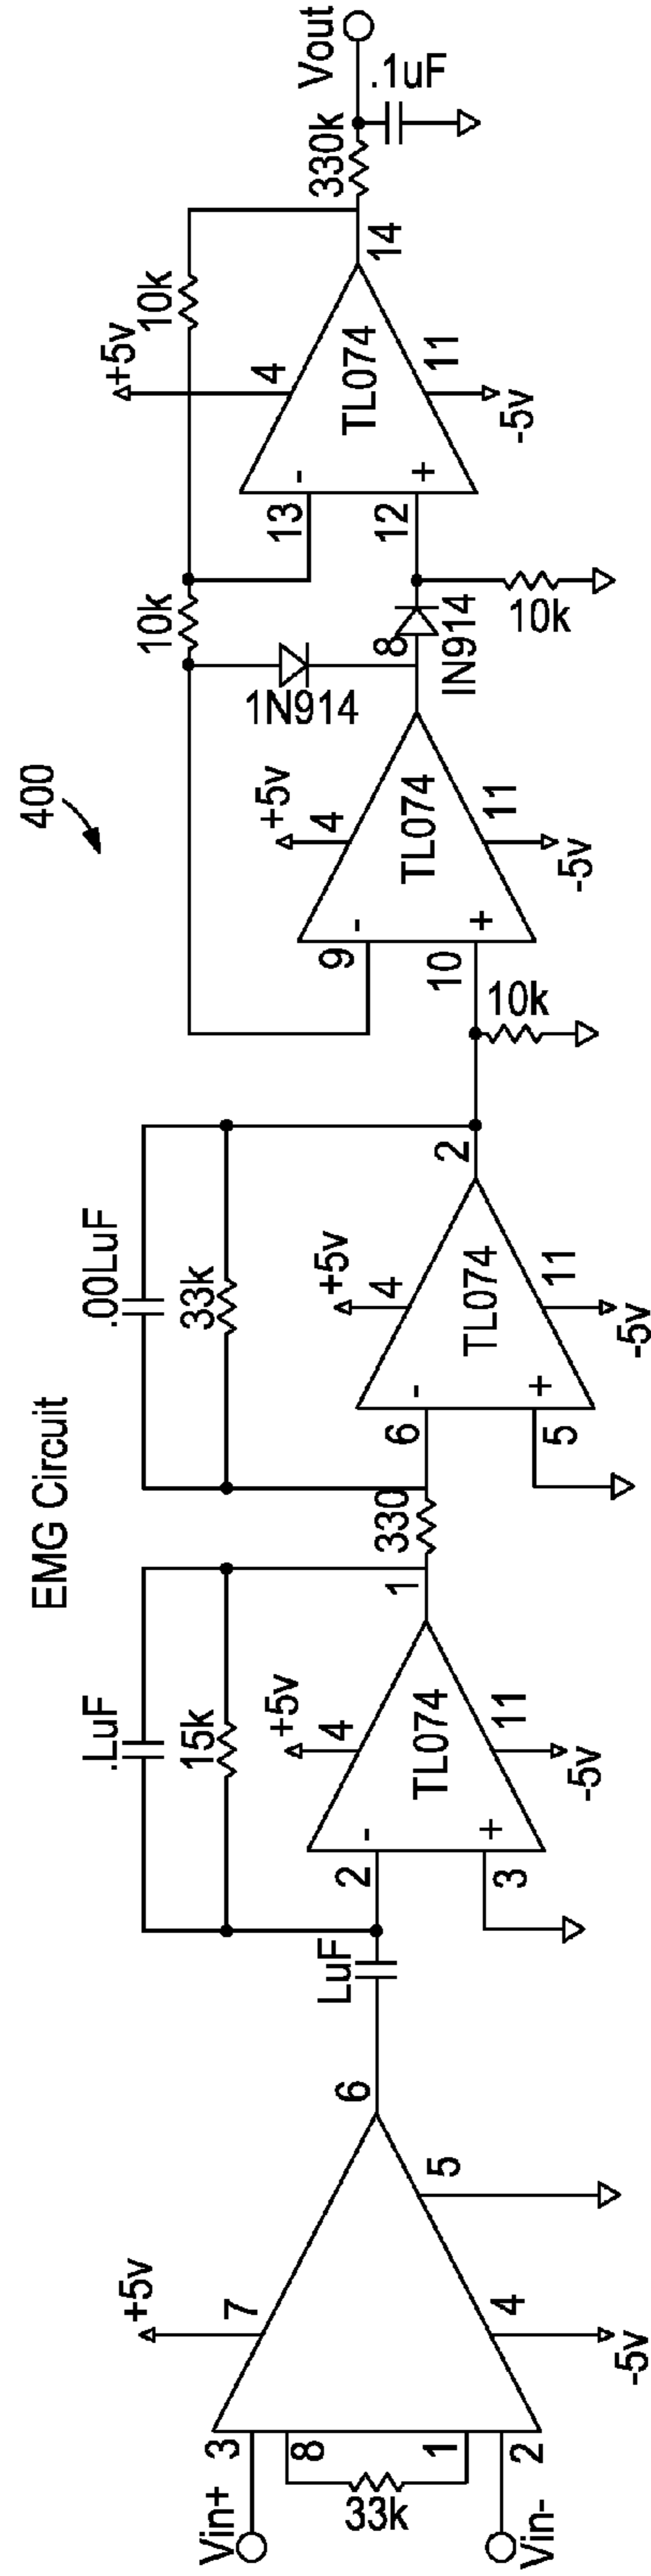 EMG Circuit
400
Vin+
Vin-
3
8
1
2
33k
+5v
7
4
-5v
5
6
LuF
.LuF
15k
2
3
-
+
TL074
+5v
4
11
-5v
1
330
.00LuF
33k
6
5
-
+
TL074
+5v
4
11
-5v
2
10k
9
10
-
+
TL074
+5v
4
11
-5v
8
1N914
IN914
10k
10k
10k
13
12
-
+
TL074
+5v
4
11
-5v
14
330k
.1uF
Vout